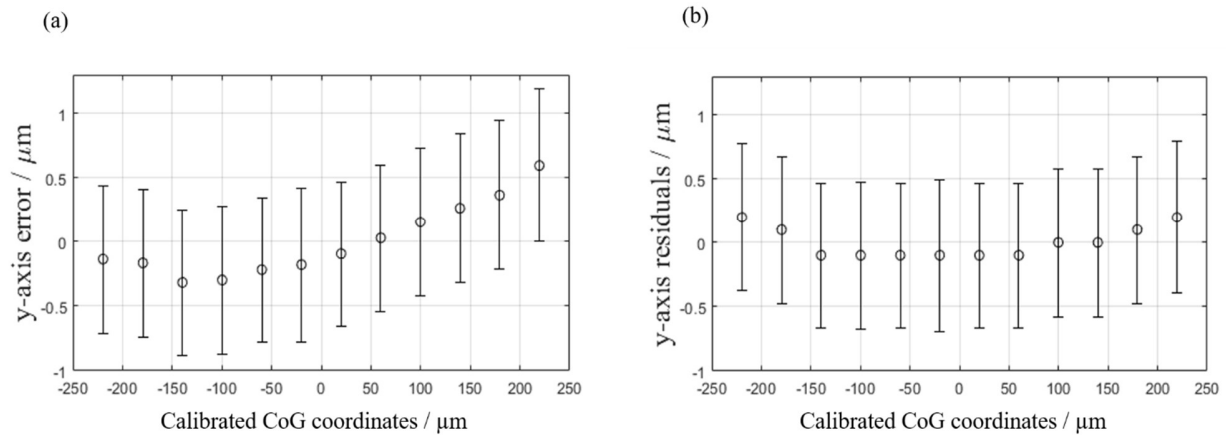 (a)
(b)
y-axis error / μm
1
0.5
0
-0.5
-1
-250 -200 -150 -100 -50 0 50 100 150 200 250
Calibrated CoG coordinates / μm
y-axis residuals / μm
1
0.5
0
-0.5
-1
-250 -200 -150 -100 -50 0 50 100 150 200 250
Calibrated CoG coordinates / μm